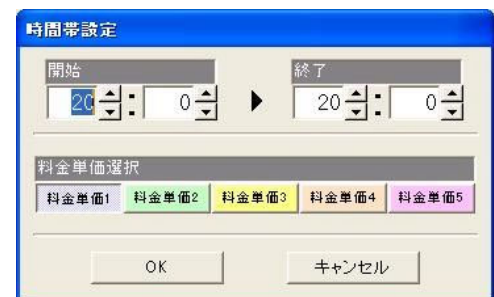 時間帯設定
開始 終了
20 : 0 ▶ 20 : 0
料金単価選択
料金単価1 料金単価2 料金単価3 料金単価4 料金単価5
OK キャンセル